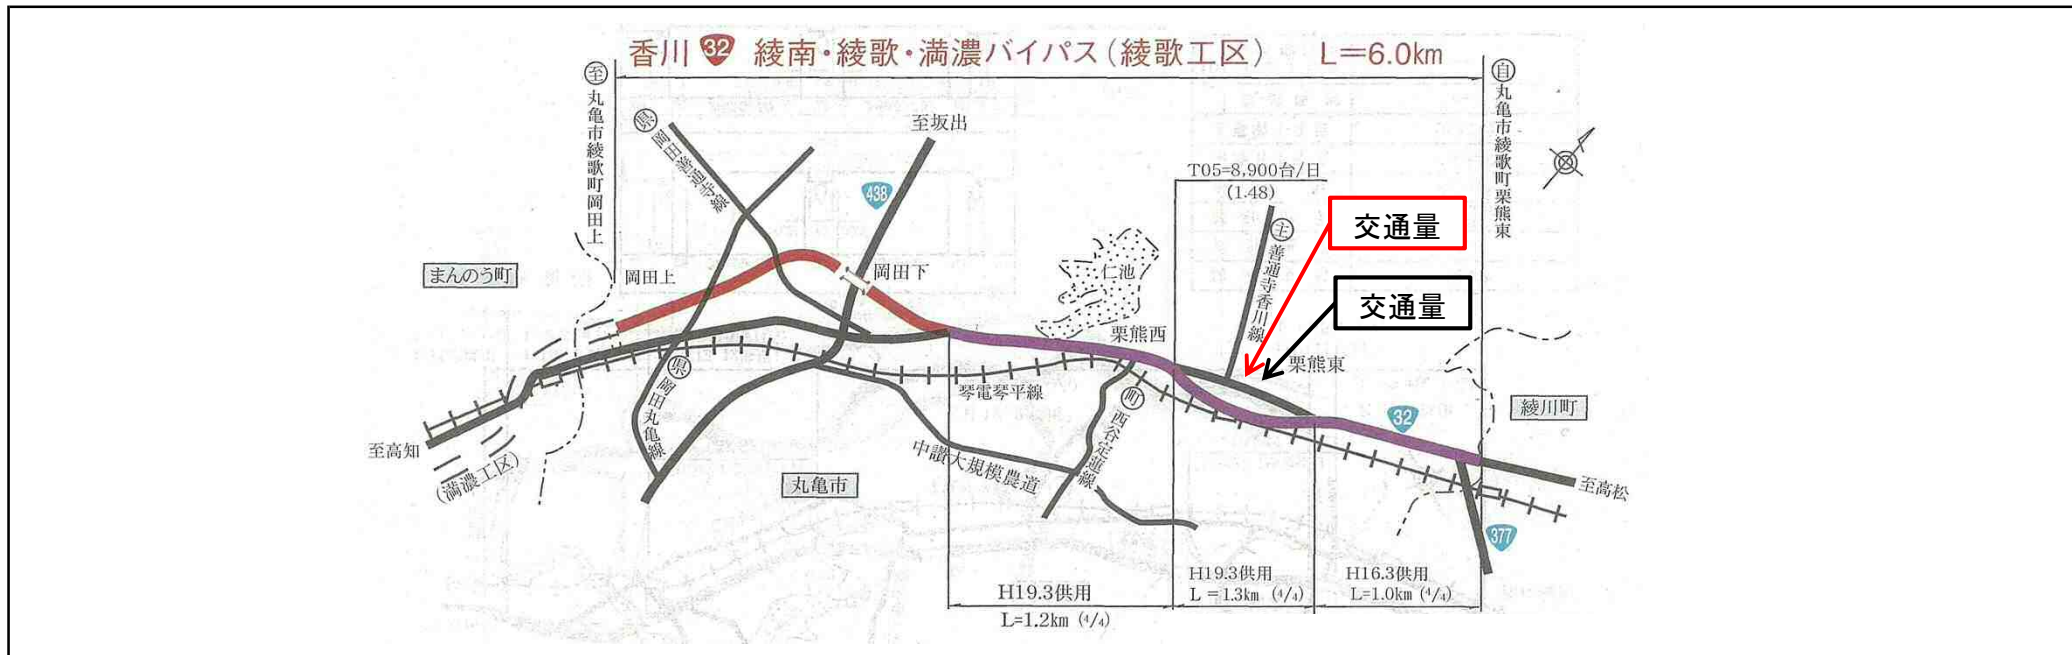 香川 32 綾南・綾歌・満濃バイパス(綾歌工区) L=6.0km
至 丸亀市綾歌町岡田上
自 丸亀市綾歌町栗熊東
県 岡田善通寺線
至坂出
438
T05=8,900台/日
(1.48)
主 善通寺香川線
交通量
交通量
まんのう町
岡田上
岡田下
仁池
栗熊西
栗熊東
琴電琴平線
32
綾川町
県 岡田丸亀線
町 西谷定連線
至高知
(満濃工区)
中讃大規模農道
丸亀市
至高松
377
H19.3供用
L=1.2km (4/4)
H19.3供用
L=1.3km (4/4)
H16.3供用
L=1.0km (4/4)